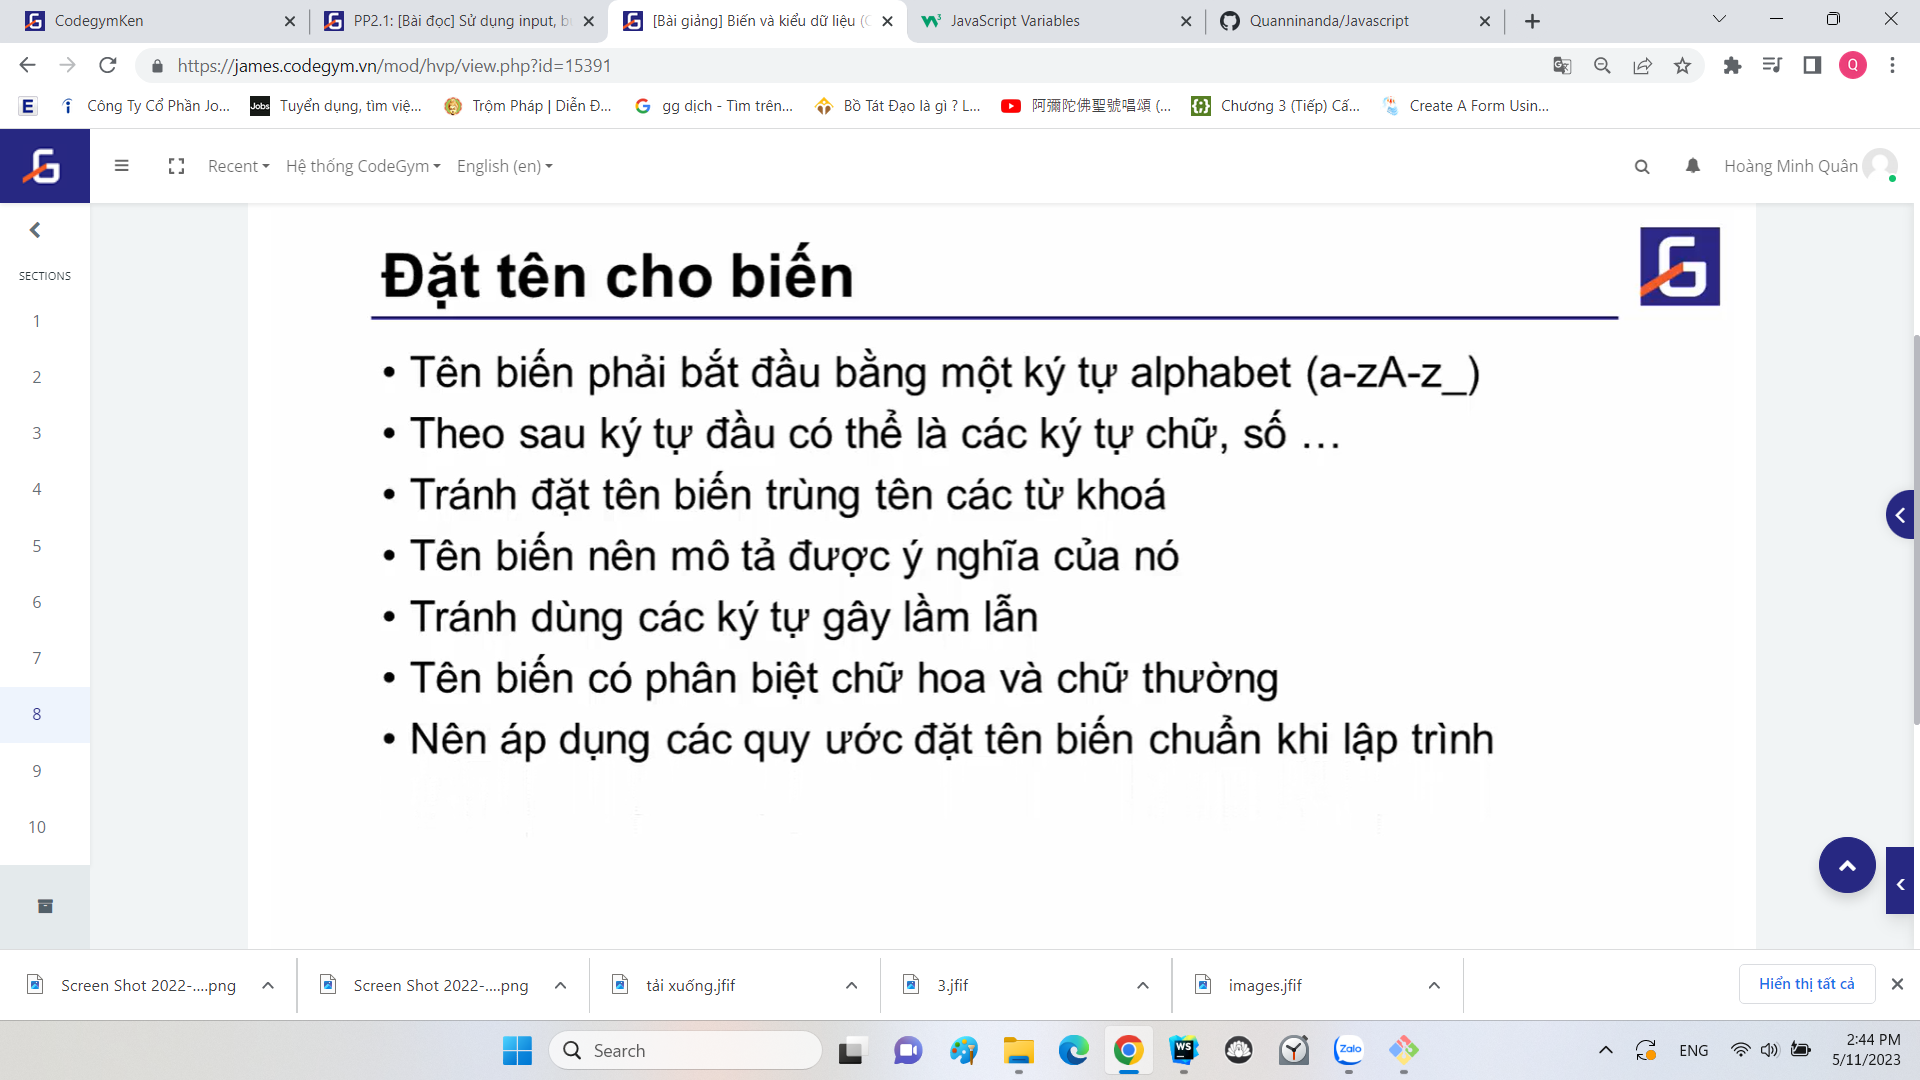 CodegymKen
PP2.1: [Bài đọc] Sử dụng input, bu
[Bài giảng] Biến và kiểu dữ liệu (C
JavaScript Variables
Quanninanda/Javascript
https://james.codegym.vn/mod/hvp/view.php?id=15391
Q
E
Công Ty Cổ Phần Jo...
Jobs
Tuyển dụng, tìm việ...
Trộm Pháp | Diễn Đ...
gg dịch - Tìm trên...
Bồ Tát Đạo là gì ? L...
阿彌陀佛聖號唱頌 (...
Chương 3 (Tiếp) Cấ...
Create A Form Usin...
Recent
Hệ thống CodeGym
English (en)
Hoàng Minh Quân
SECTIONS
1
2
3
4
5
6
7
8
9
10
Đặt tên cho biến
• Tên biến phải bắt đầu bằng một ký tự alphabet (a-zA-z_)
• Theo sau ký tự đầu có thể là các ký tự chữ, số …
• Tránh đặt tên biến trùng tên các từ khoá
• Tên biến nên mô tả được ý nghĩa của nó
• Tránh dùng các ký tự gây lầm lẫn
• Tên biến có phân biệt chữ hoa và chữ thường
• Nên áp dụng các quy ước đặt tên biến chuẩn khi lập trình
Screen Shot 2022-....png
Screen Shot 2022-....png
tải xuống.jfif
3.jfif
images.jfif
Hiển thị tất cả
Search
WS
Zalo
ENG
2:44 PM
5/11/2023